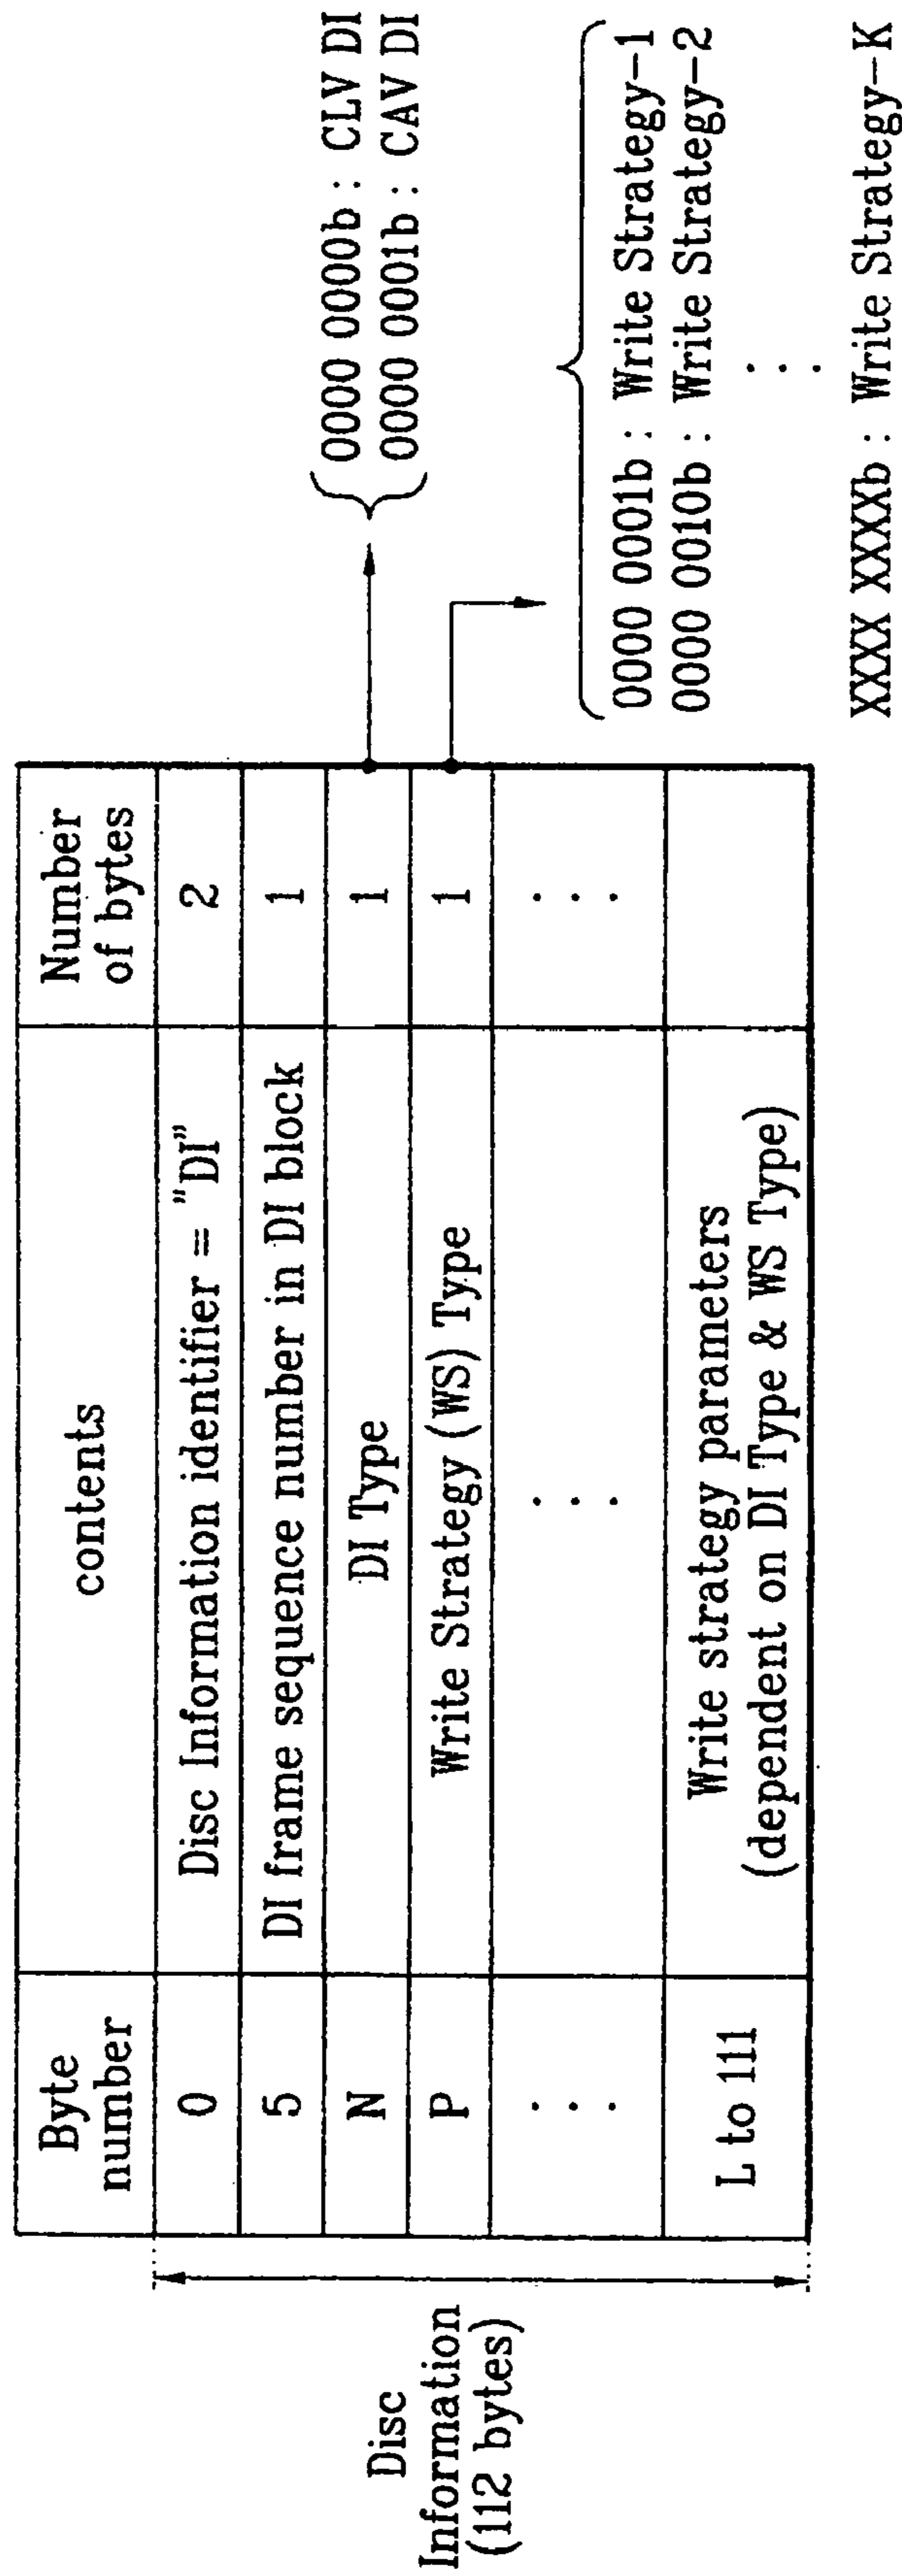 Disc
Information
(112 bytes)
Byte
number
contents
Number
of bytes
0
Disc Information identifier = "DI"
2
5
DI frame sequence number in DI block
1
N
DI Type
1
P
Write Strategy (WS) Type
1
. . .
. . .
. . .
L to 111
Write strategy parameters
(dependent on DI Type & WS Type)
0000 0000b : CLV DI
0000 0001b : CAV DI
0000 0001b : Write Strategy-1
0000 0010b : Write Strategy-2
. . .
XXXX XXXXb : Write Strategy-K